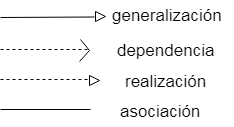 generalización
dependencia
realización
asociación